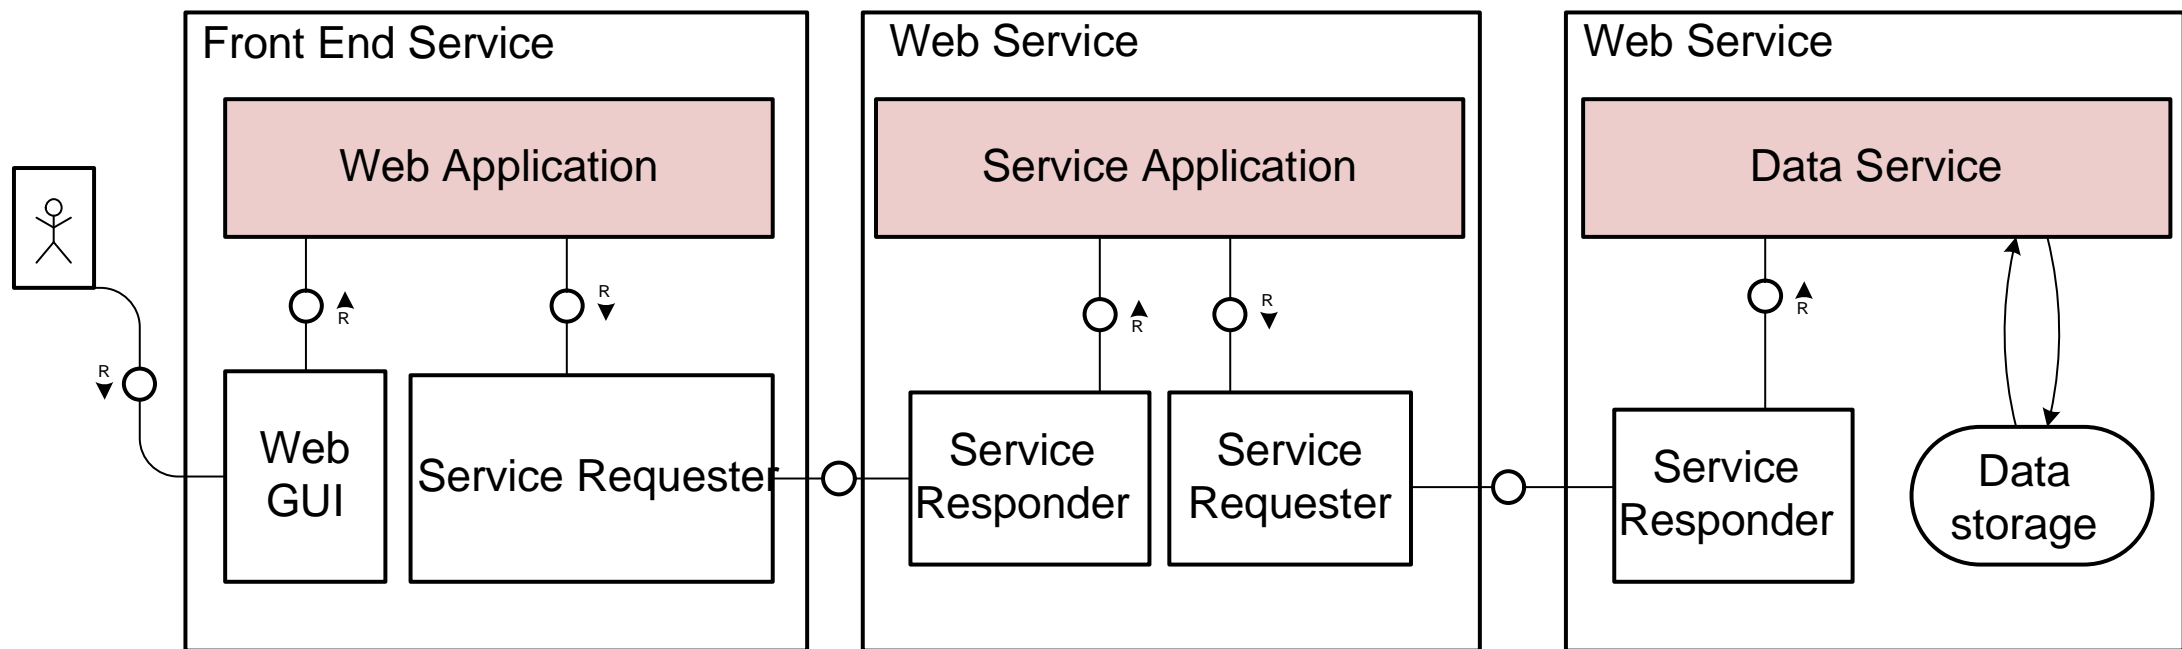 Front End Service
Web Service
Web Service
Web Application
Service Application
Data Service
R
R
R
R
R
R
Web
GUI
Service Requester
Service
Responder
Service
Requester
Service
Responder
Data
storage